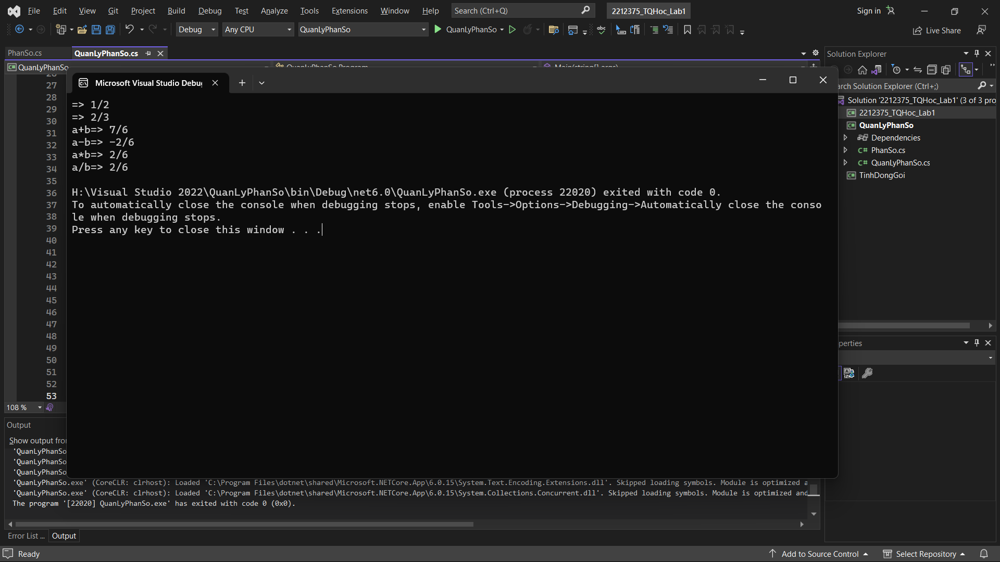 File Edit View Git Project Build Debug Test Analyze Tools Extensions Window Help Search (Ctrl+Q) 2212375_TQHoc_Lab1 Sign in
Debug Any CPU QuanLyPhanSo QuanLyPhanSo Live Share
PhanSo.cs QuanLyPhanSo.cs
QuanLyPhanSo
Microsoft Visual Studio Debu
=> 1/2
=> 2/3
a+b=> 7/6
a-b=> -2/6
a*b=> 2/6
a/b=> 2/6
H:\Visual Studio 2022\QuanLyPhanSo\bin\Debug\net6.0\QuanLyPhanSo.exe (process 22020) exited with code 0.
To automatically close the console when debugging stops, enable Tools->Options->Debugging->Automatically close the conso
le when debugging stops.
Press any key to close this window . . .
27
28
29
30
31
32
33
34
35
36
37
38
39
40
41
42
43
44
45
46
47
48
49
50
51
52
53
108 %
Solution Explorer
rch Solution Explorer (Ctrl+;)
Solution '2212375_TQHoc_Lab1' (3 of 3 pro
2212375_TQHoc_Lab1
QuanLyPhanSo
Dependencies
PhanSo.cs
QuanLyPhanSo.cs
TinhDongGoi
perties
Output
Show output fro
'QuanLyPhanSo
'QuanLyPhanSo
'QuanLyPhanSo
'QuanLyPhanSo.exe' (CoreCLR: clrhost): Loaded 'C:\Program Files\dotnet\shared\Microsoft.NETCore.App\6.0.15\System.Text.Encoding.Extensions.dll'. Skipped loading symbols. Module is optimized a
'QuanLyPhanSo.exe' (CoreCLR: clrhost): Loaded 'C:\Program Files\dotnet\shared\Microsoft.NETCore.App\6.0.15\System.Collections.Concurrent.dll'. Skipped loading symbols. Module is optimized and
The program '[22020] QuanLyPhanSo.exe' has exited with code 0 (0x0).
Error List ... Output
Ready Add to Source Control Select Repository